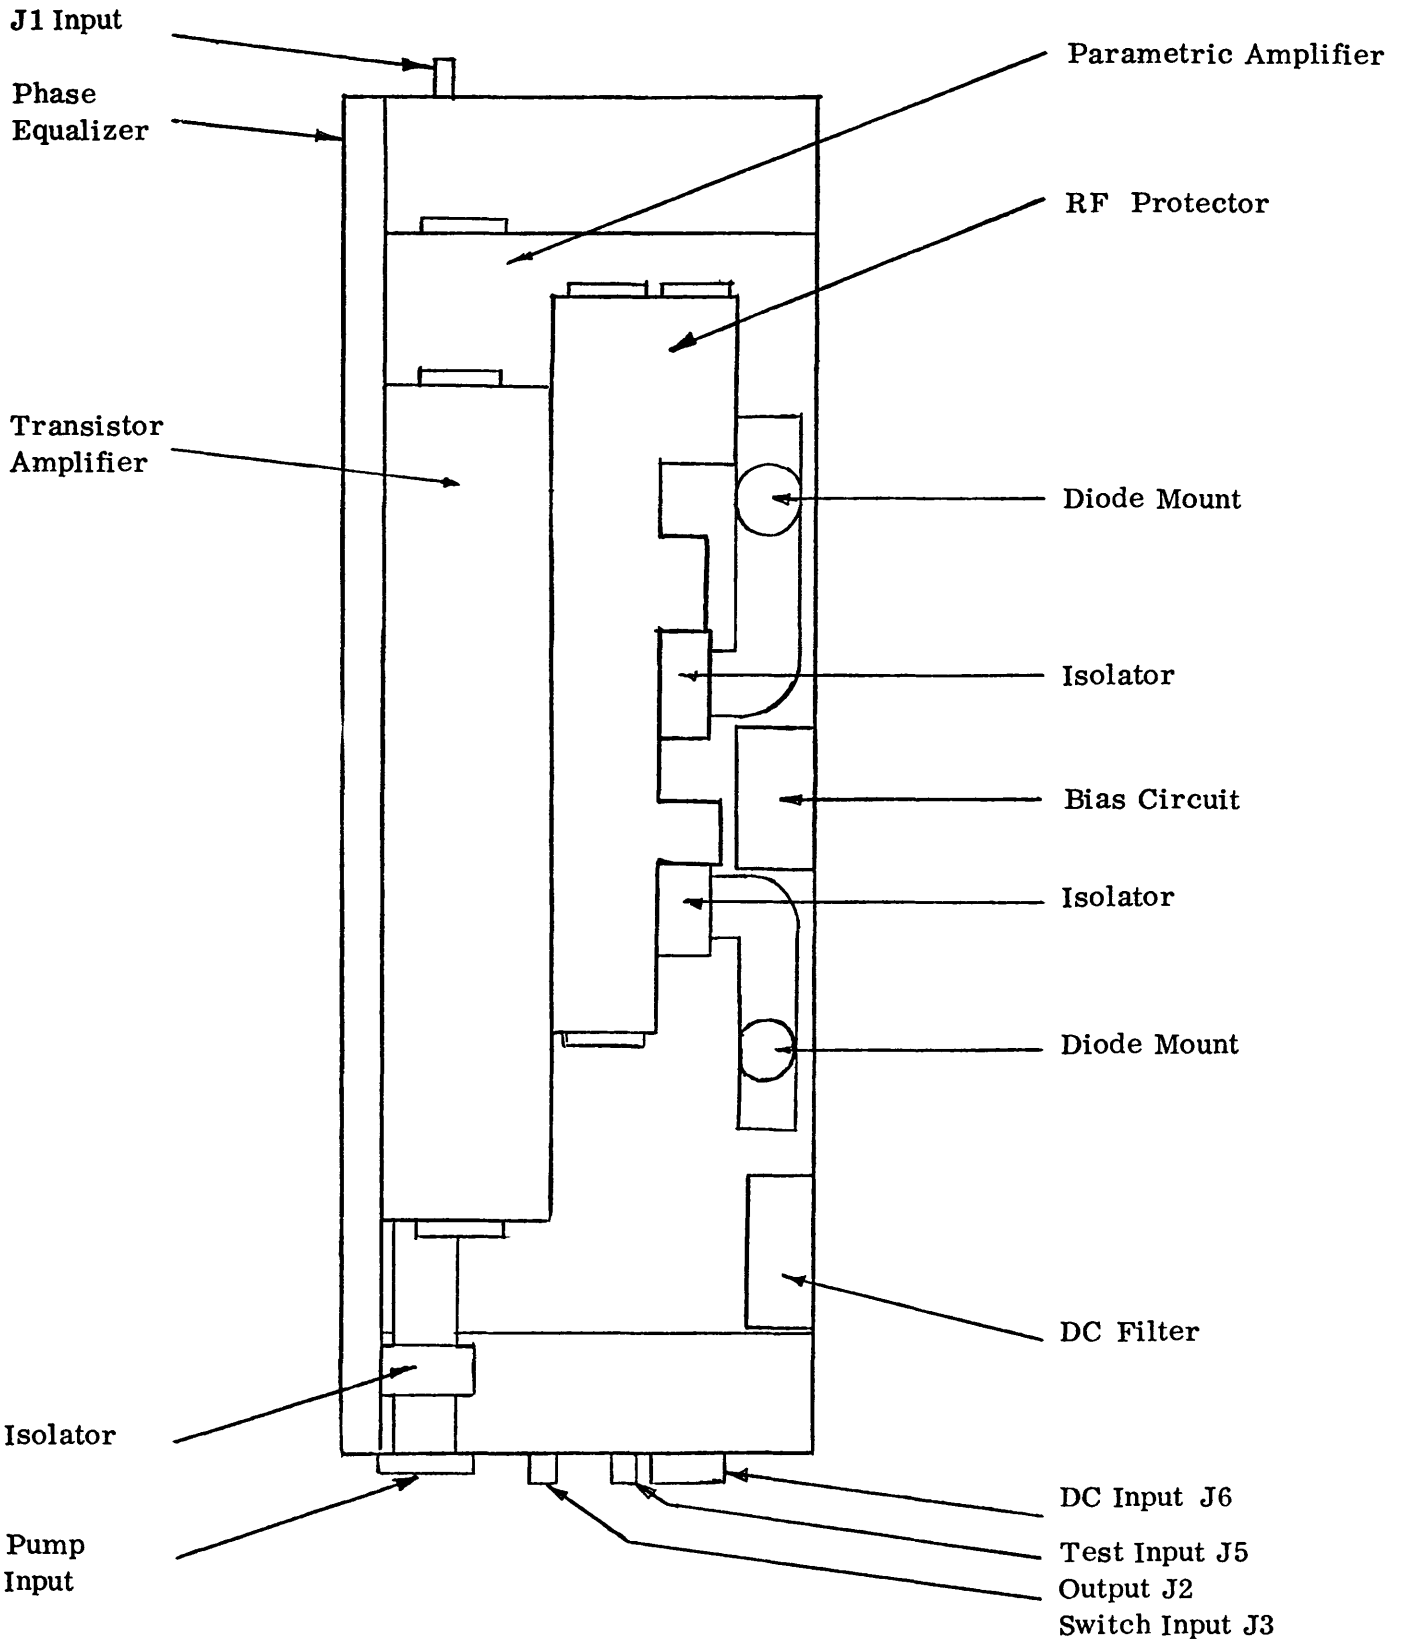 J1 Input
Phase
Equalizer
Transistor
Amplifier
Isolator
Pump
Input
Parametric Amplifier
RF Protector
Diode Mount
Isolator
Bias Circuit
Isolator
Diode Mount
DC Filter
DC Input J6
Test Input J5
Output J2
Switch Input J3